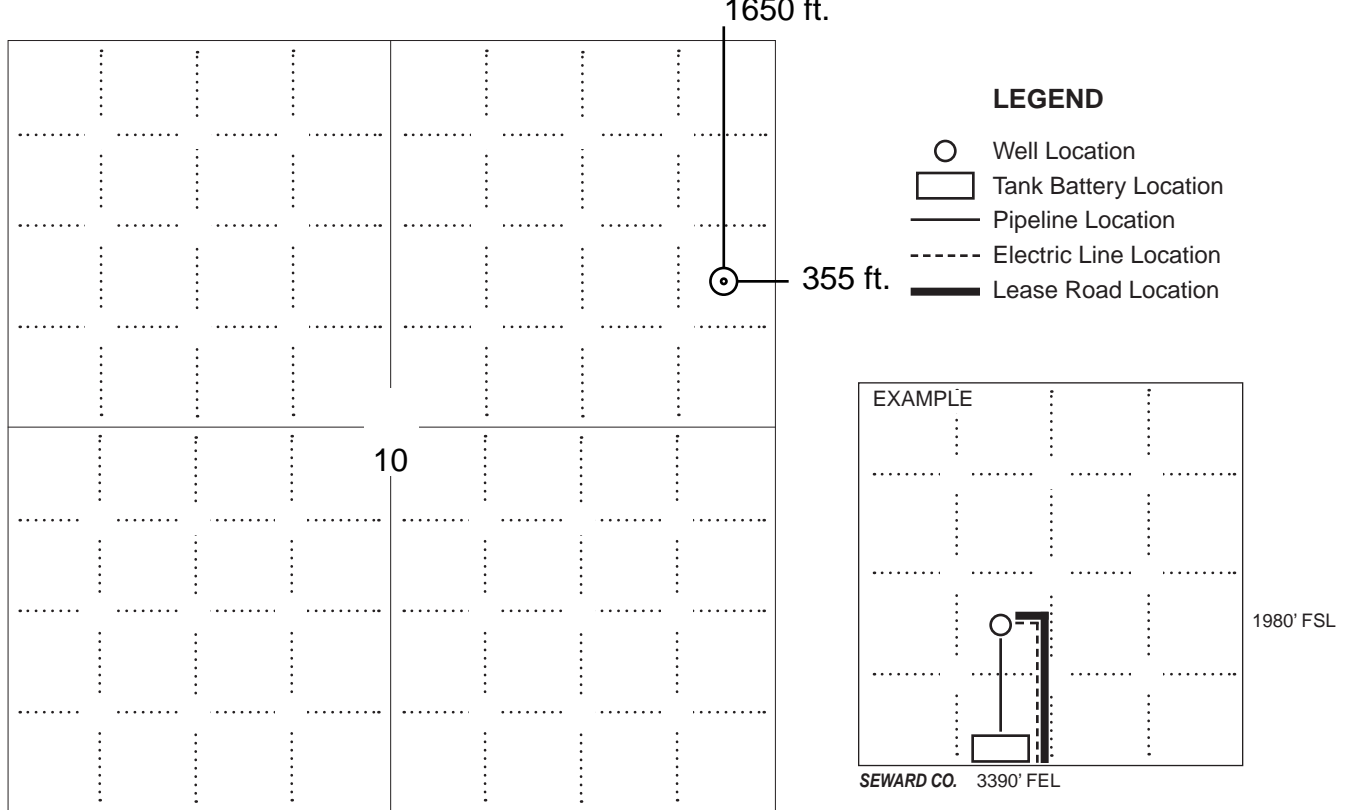 1650 ft.
355 ft.
10
LEGEND
Well Location
Tank Battery Location
Pipeline Location
Electric Line Location
Lease Road Location
EXAMPLE
1980' FSL
SEWARD CO. 3390' FEL